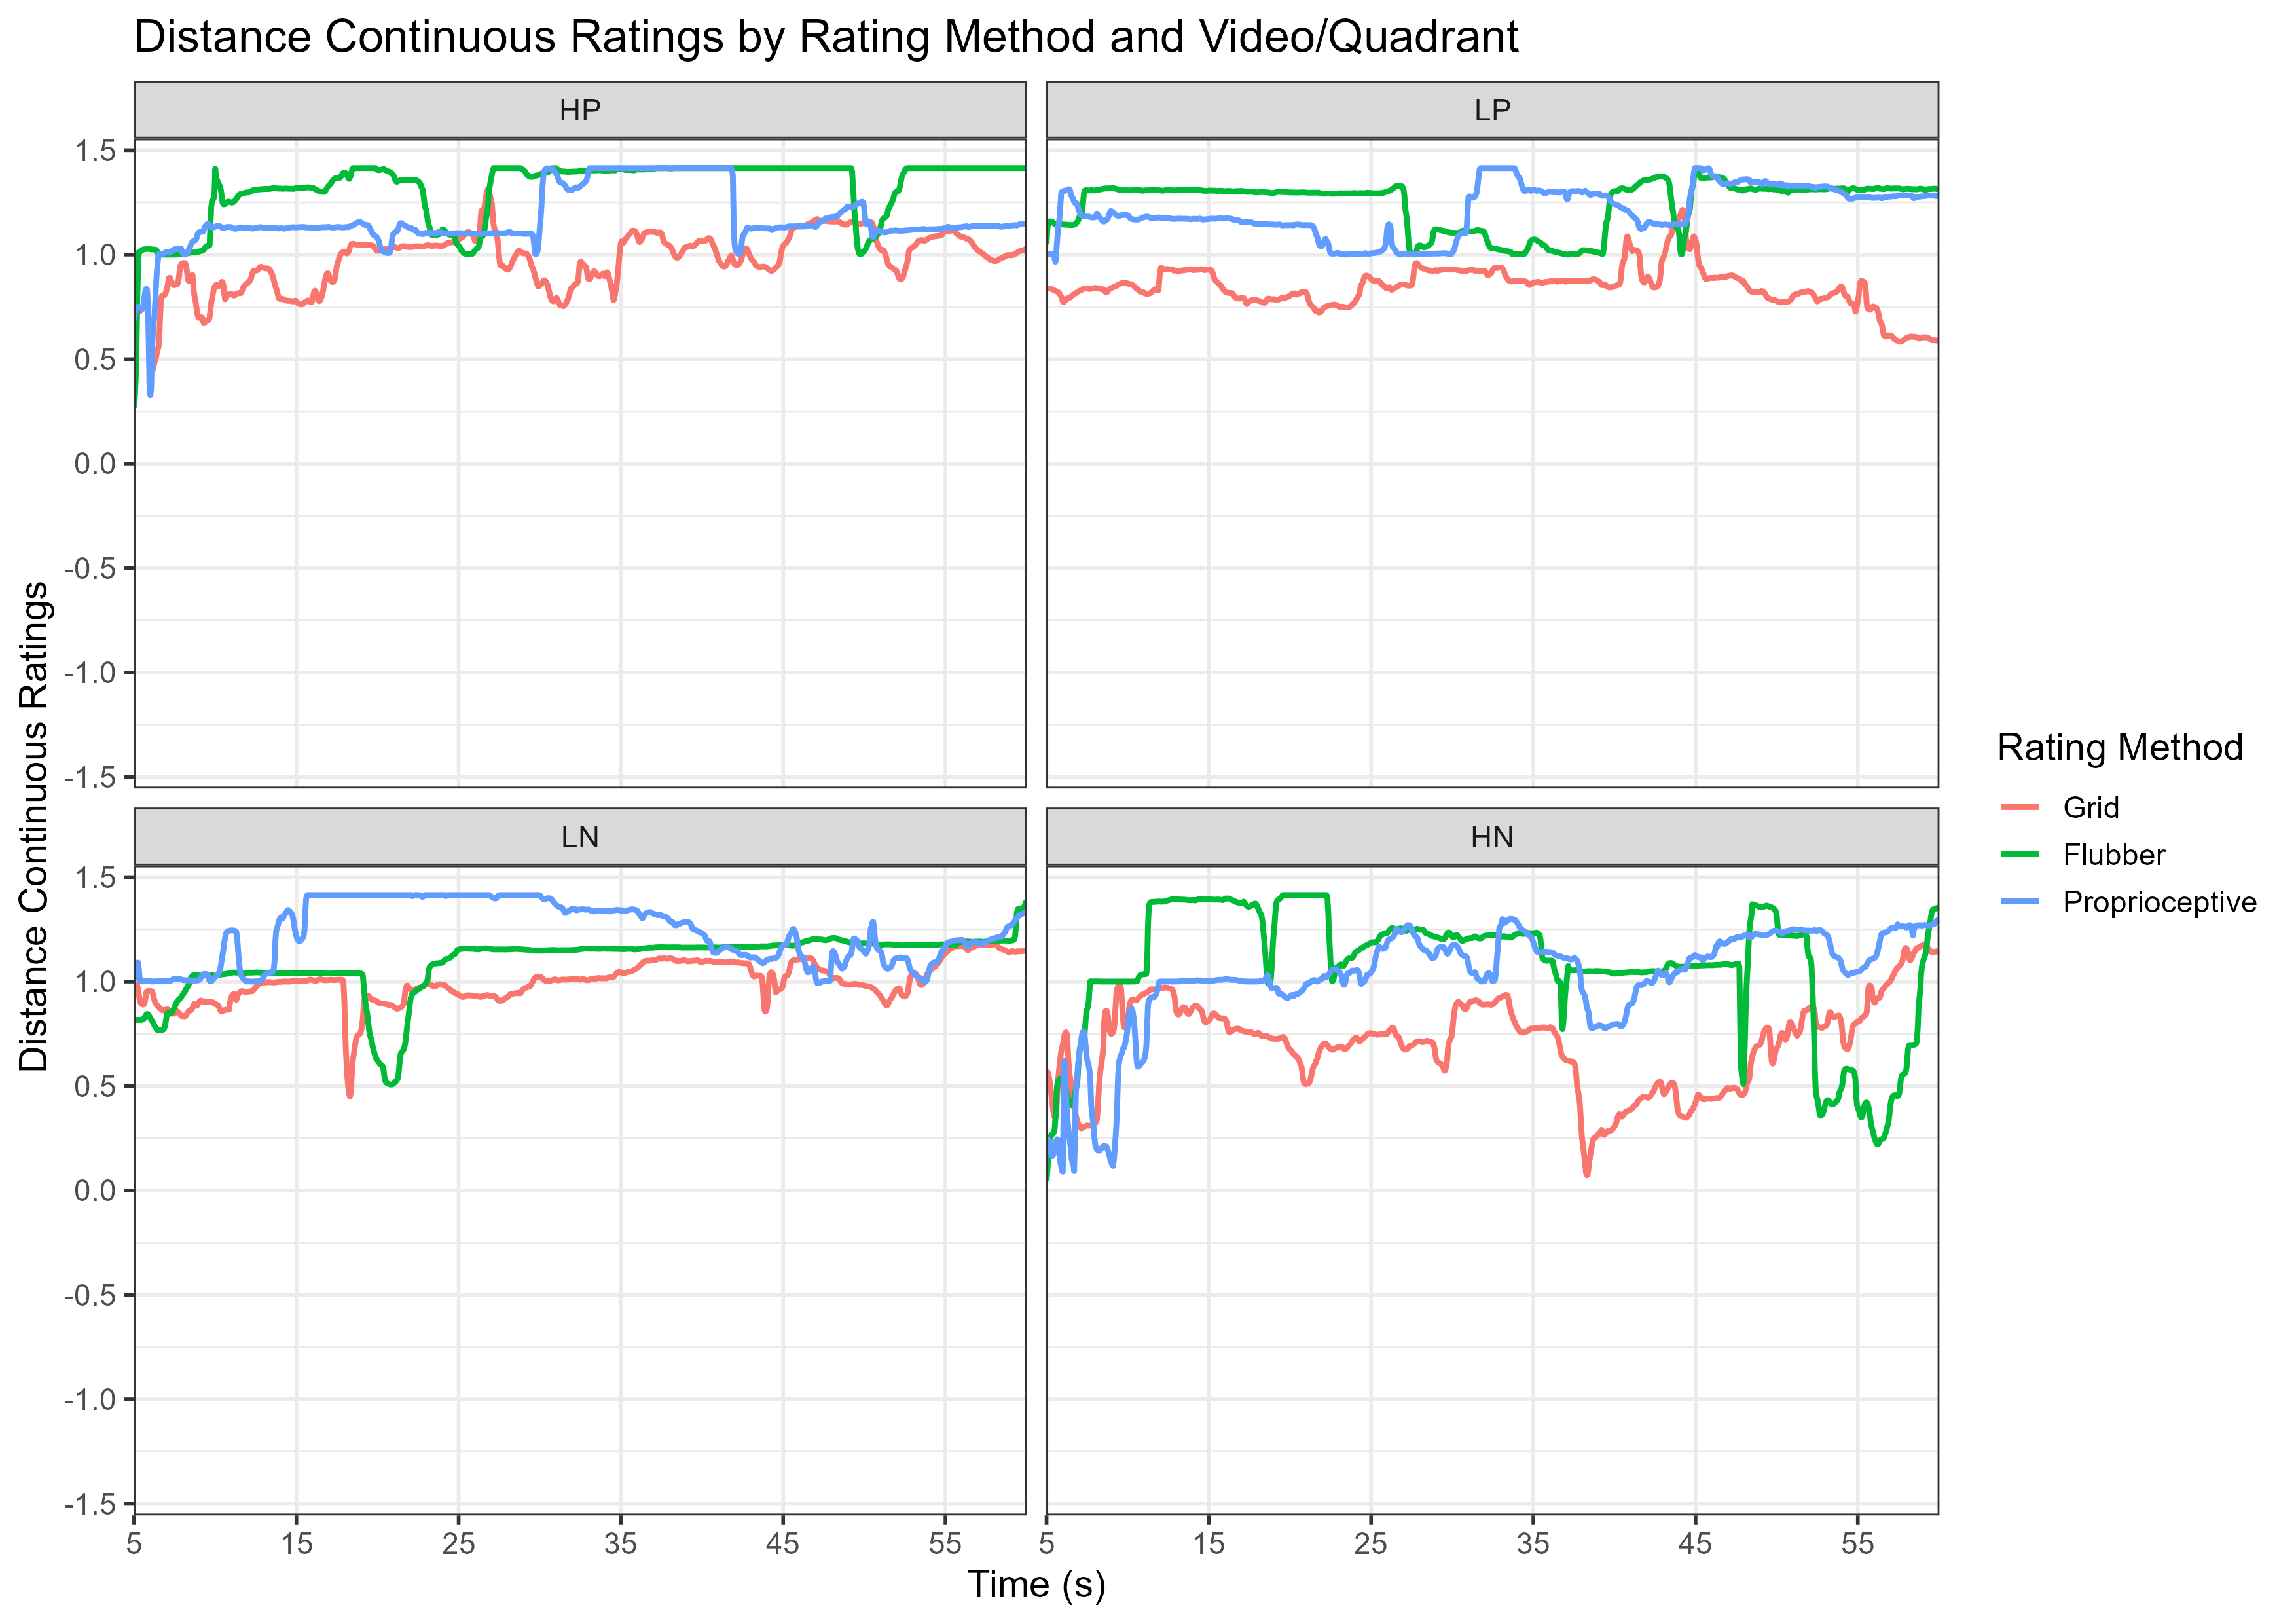 Distance Continuous Ratings by Rating Method and Video/Quadrant
HP
LP
1.5
1.0
0.5
0.0
-0.5
-1.0
-1.5
LN
HN
1.5
1.0
0.5
0.0
-0.5
-1.0
-1.5
5 15 25 35 45 55
5 15 25 35 45 55
Time (s)
Distance Continuous Ratings
Rating Method
Grid
Flubber
Proprioceptive